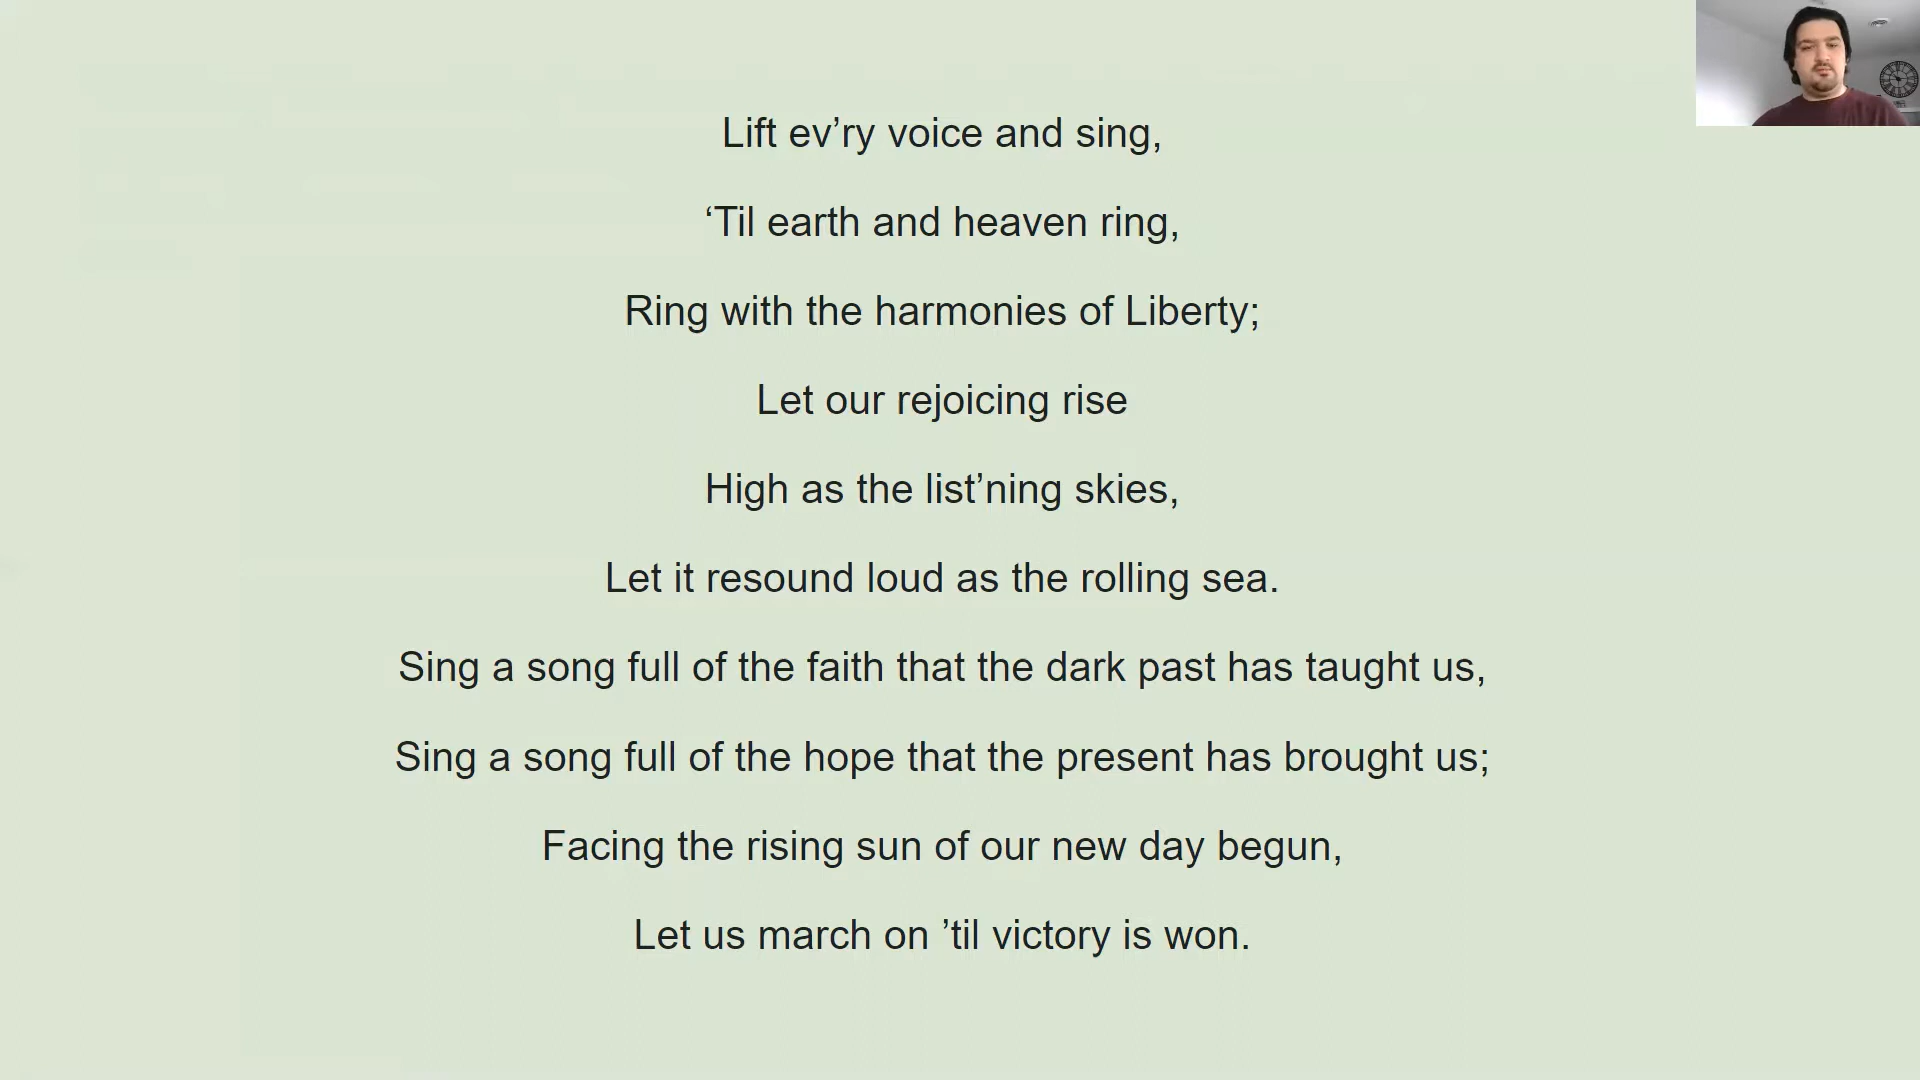 Lift ev’ry voice and sing,
‘Til earth and heaven ring,
Ring with the harmonies of Liberty;
Let our rejoicing rise
High as the list’ning skies,
Let it resound loud as the rolling sea.
Sing a song full of the faith that the dark past has taught us,
Sing a song full of the hope that the present has brought us;
Facing the rising sun of our new day begun,
Let us march on ’til victory is won.